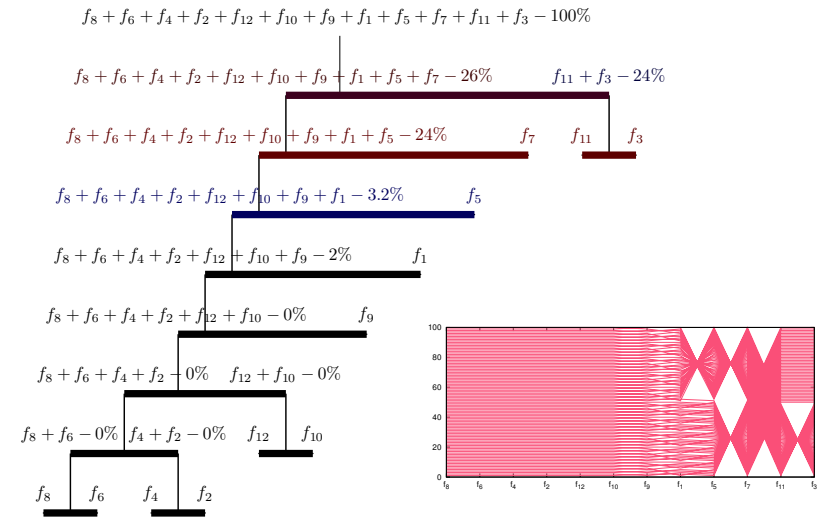 f₈ + f₆ + f₄ + f₂ + f₁₂ + f₁₀ + f₉ + f₁ + f₅ + f₇ + f₁₁ + f₃ − 100%
f₈ + f₆ + f₄ + f₂ + f₁₂ + f₁₀ + f₉ + f₁ + f₅ + f₇ − 26% f₁₁ + f₃ − 24%
f₈ + f₆ + f₄ + f₂ + f₁₂ + f₁₀ + f₉ + f₁ + f₅ − 24% f₇ f₁₁ f₃
f₈ + f₆ + f₄ + f₂ + f₁₂ + f₁₀ + f₉ + f₁ − 3.2% f₅
f₈ + f₆ + f₄ + f₂ + f₁₂ + f₁₀ + f₉ − 2% f₁
f₈ + f₆ + f₄ + f₂ + f₁₂ + f₁₀ − 0% f₉
f₈ + f₆ + f₄ + f₂ − 0% f₁₂ + f₁₀ − 0%
f₈ + f₆ − 0% f₄ + f₂ − 0% f₁₂ f₁₀
f₈ f₆ f₄ f₂
100
80
60
40
20
0
f₈ f₆ f₄ f₂ f₁₂ f₁₀ f₉ f₁ f₅ f₇ f₁₁ f₃